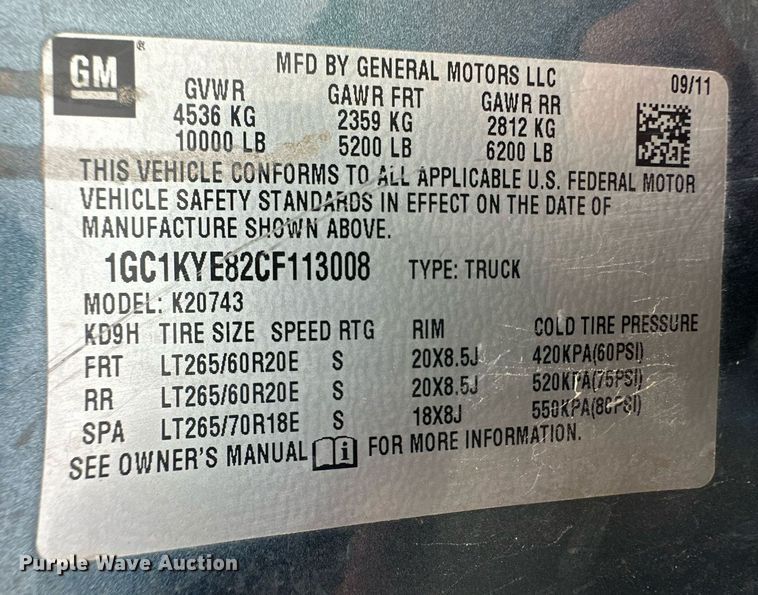 GM
®
MFD BY GENERAL MOTORS LLC
09/11
GVWR GAWR FRT GAWR RR
4536 KG 2359 KG 2812 KG
10000 LB 5200 LB 6200 LB
THIS VEHICLE CONFORMS TO ALL APPLICABLE U.S. FEDERAL MOTOR
VEHICLE SAFETY STANDARDS IN EFFECT ON THE DATE OF
MANUFACTURE SHOWN ABOVE.
1GC1KYE82CF113008 TYPE: TRUCK
MODEL: K20743
KD9H TIRE SIZE SPEED RTG RIM COLD TIRE PRESSURE
FRT LT265/60R20E S 20X8.5J 420KPA(60PSI)
RR LT265/60R20E S 20X8.5J 520KPA(75PSI)
SPA LT265/70R18E S 18X8J 550KPA(80PSI)
SEE OWNER'S MANUAL i FOR MORE INFORMATION.
Purple Wave Auction